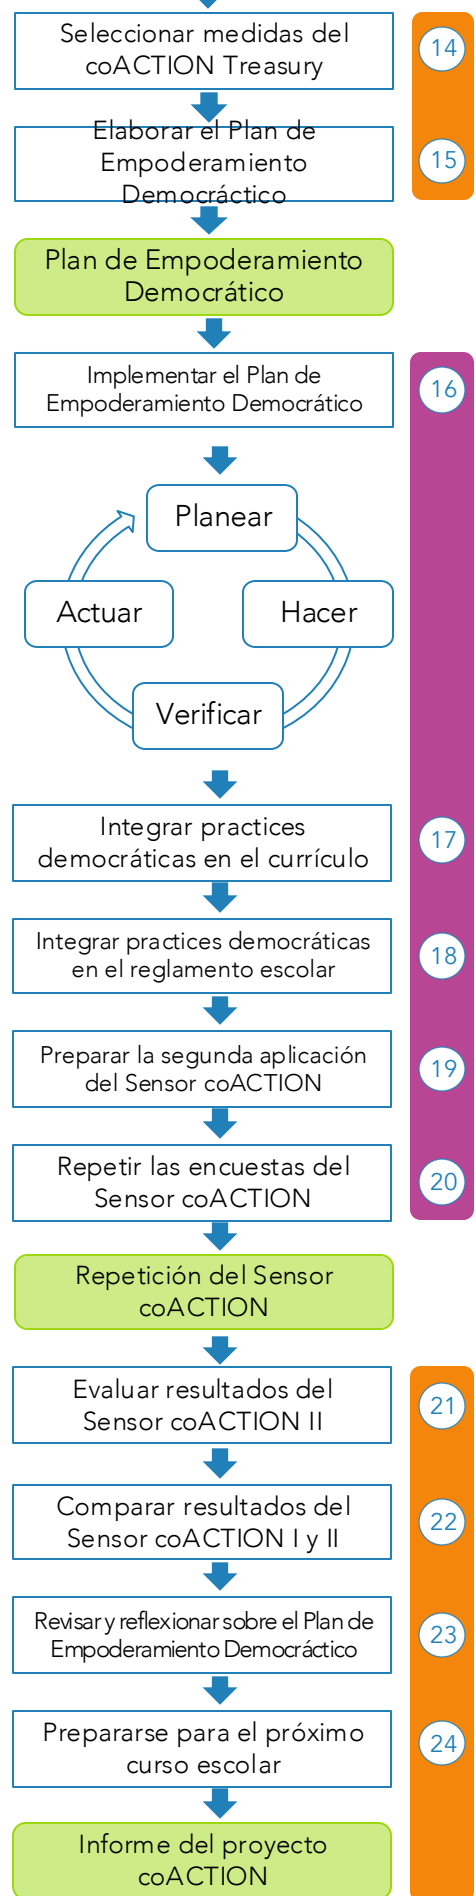 Seleccionar medidas del
coACTION Treasury
14
Elaborar el Plan de
Empoderamiento
Democráctico
15
Plan de Empoderamiento
Democrático
Implementar el Plan de
Empoderamiento Democrático
16
Planear
Actuar
Hacer
Verificar
Integrar practices
democráticas en el currículo
17
Integrar practices democráticas
en el reglamento escolar
18
Preparar la segunda aplicación
del Sensor coACTION
19
Repetir las encuestas del
Sensor coACTION
20
Repetición del Sensor
coACTION
Evaluar resultados del
Sensor coACTION II
21
Comparar resultados del
Sensor coACTION I y II
22
Revisar y reflexionar sobre el Plan de
Empoderamiento Democráctico
23
Prepararse para el próximo
curso escolar
24
Informe del proyecto
coACTION